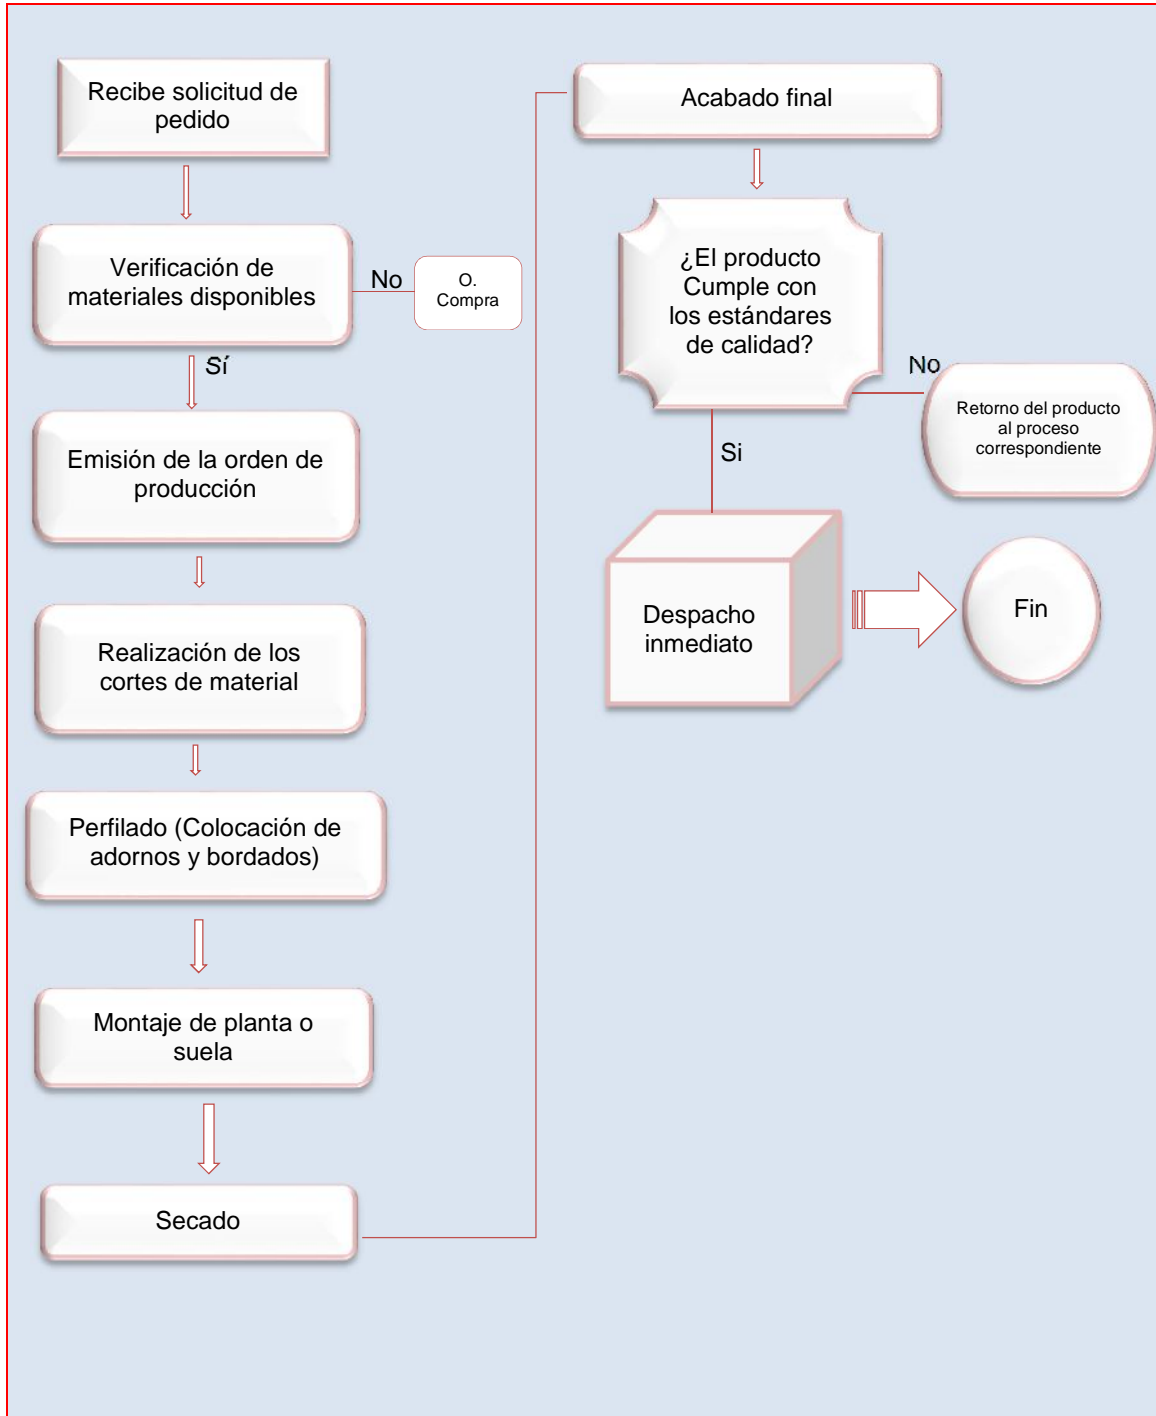 Recibe solicitud de
pedido
Verificación de
materiales disponibles
No
O.
Compra
Sí
Emisión de la orden de
producción
Realización de los
cortes de material
Perfilado (Colocación de
adornos y bordados)
Montaje de planta o
suela
Secado
Acabado final
¿El producto
Cumple con
los estándares
de calidad?
No
Retorno del producto
al proceso
correspondiente
Si
Despacho
inmediato
Fin